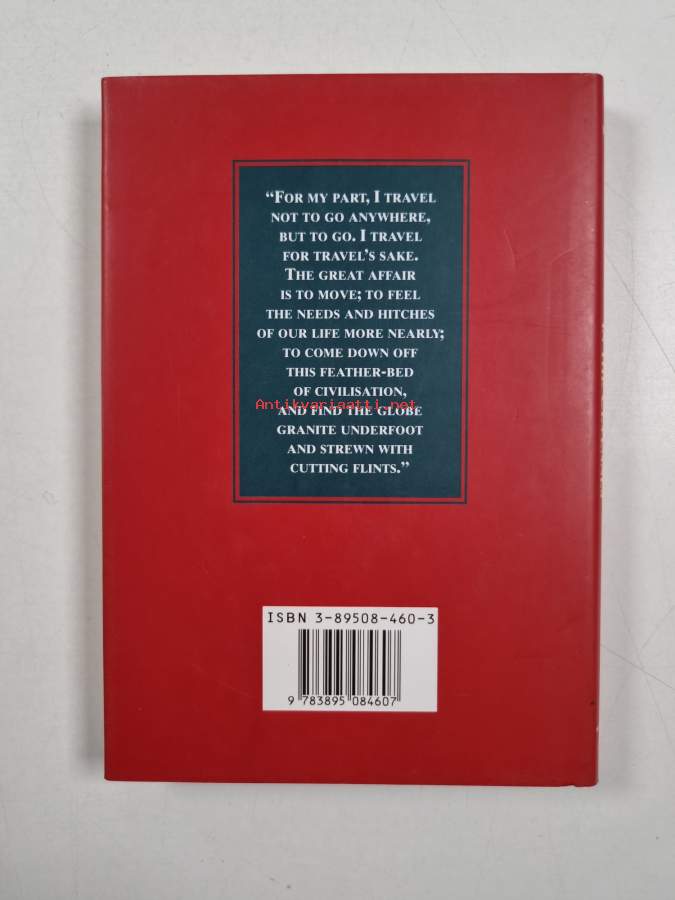 “FOR MY PART, I TRAVEL
NOT TO GO ANYWHERE,
BUT TO GO. I TRAVEL
FOR TRAVEL’S SAKE.
THE GREAT AFFAIR
IS TO MOVE; TO FEEL
THE NEEDS AND HITCHES
OF OUR LIFE MORE NEARLY;
TO COME DOWN OFF
THIS FEATHER-BED
OF CIVILISATION,
Antikvariaatti.net
AND FIND THE GLOBE
GRANITE UNDERFOOT
AND STREWN WITH
CUTTING FLINTS.”
ISBN 3-89508-460-3
9 783895 084607